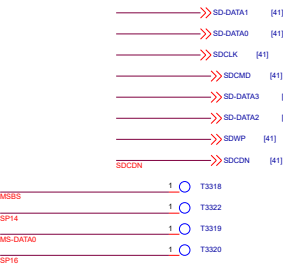 SD-DATA1 [41]
SD-DATA0 [41]
SDCLK [41]
SDCMD [41]
SD-DATA3 [
SD-DATA2 [
SDWP [41]
SDCDN SDCDN [41]
1 T3318
MSBS
1 T3322
SP14
1 T3319
MS-DATA0
1 T3320
SP16